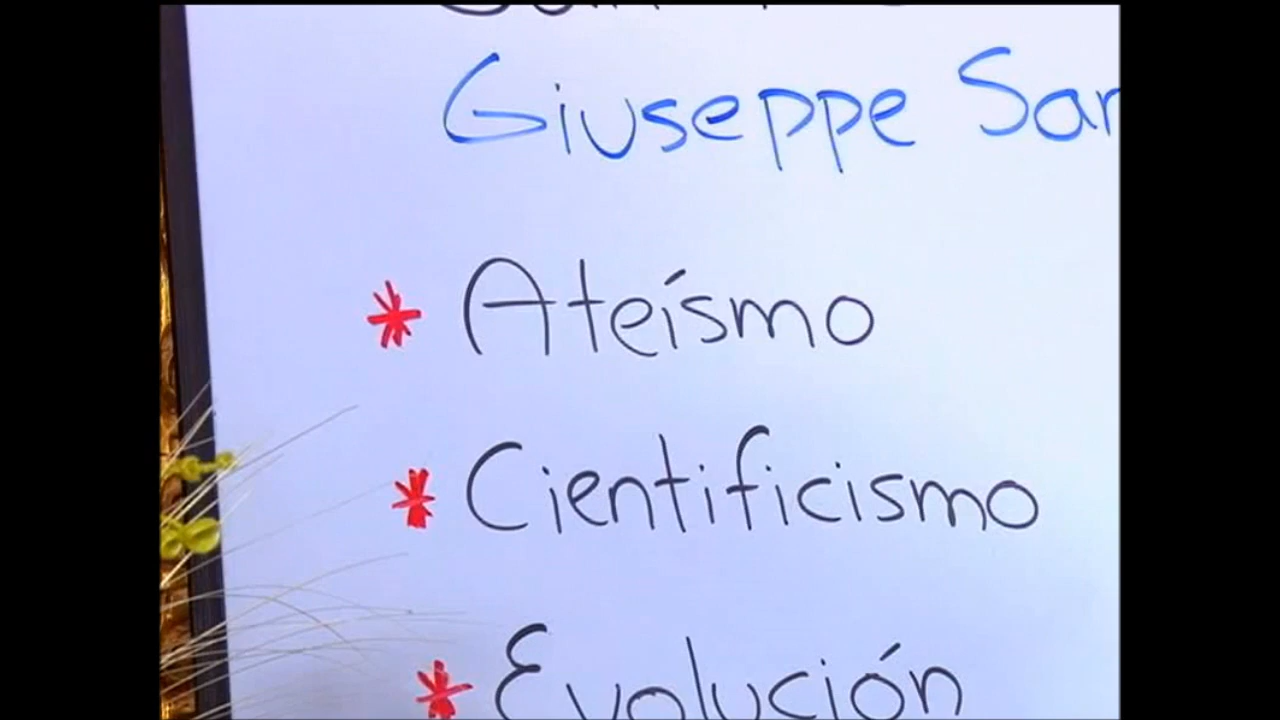 Giuseppe
* Ateísmo
* Cientificismo
* Evolución